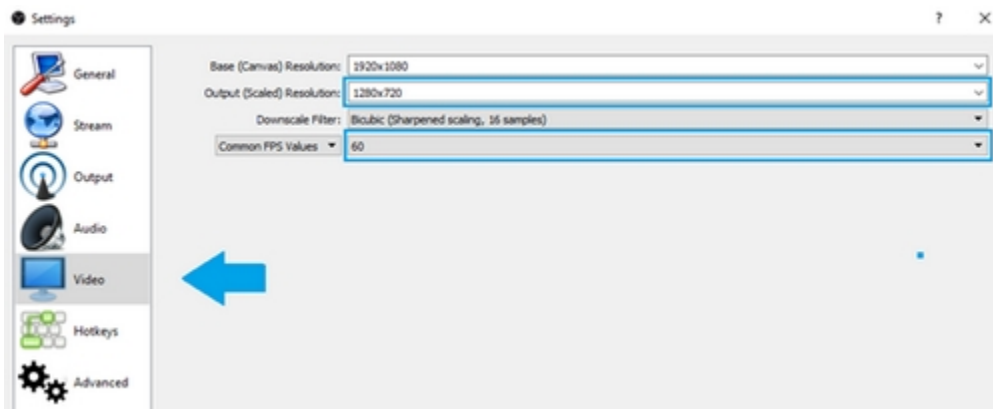 Settings
?
General
Stream
Output
Audio
Video
Hotkeys
Advanced
Base (Canvas) Resolution: 1920x1080
Output (Scaled) Resolution: 1280x720
Downscale Filter: Bicubic (Sharpened scaling, 16 samples)
Common FPS Values 60